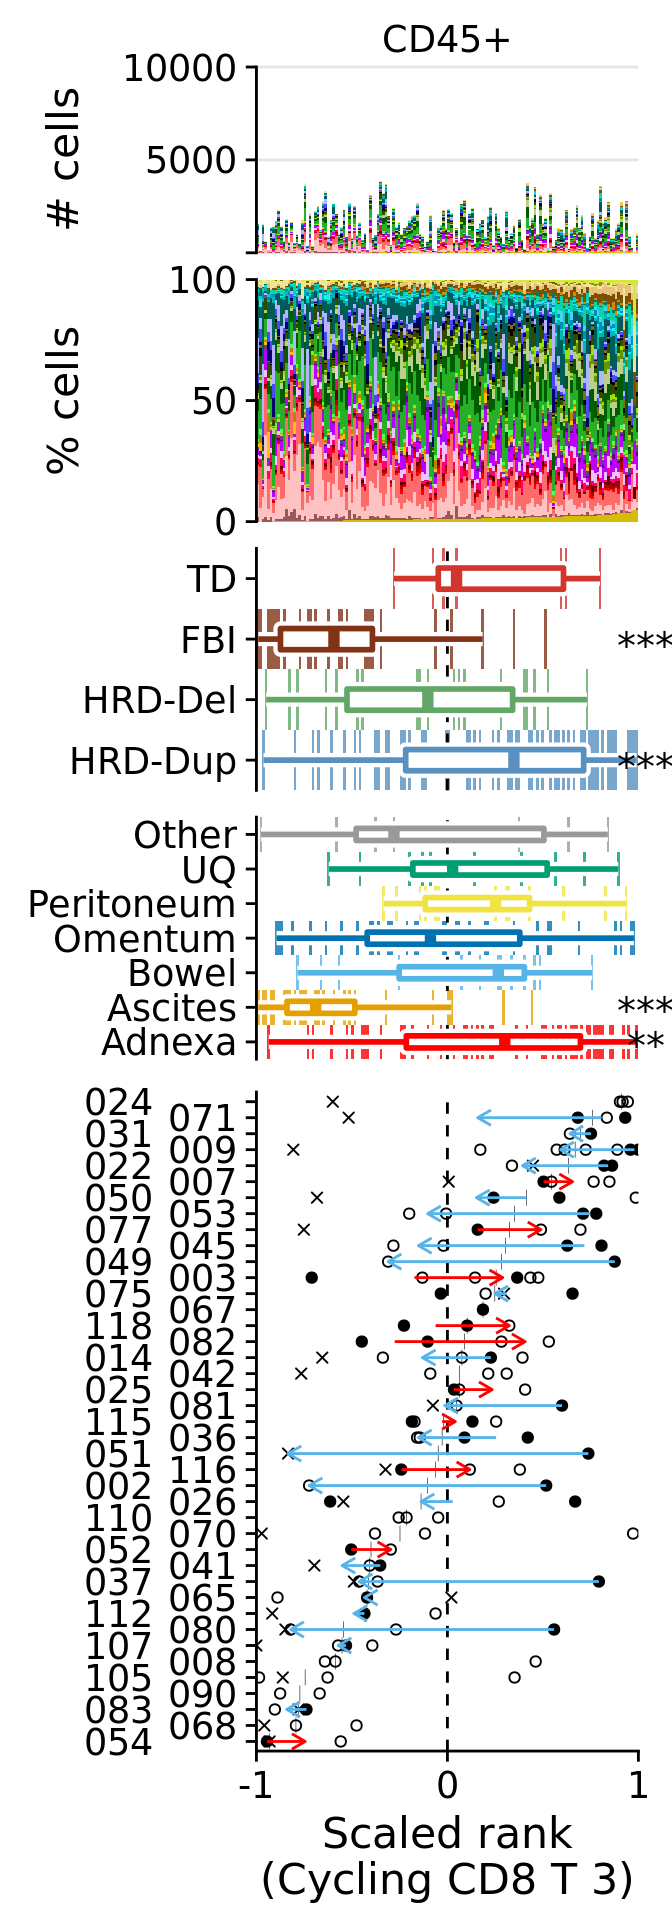 CD45+
10000
5000
# cells
100
50
0
% cells
TD
FBI
***
HRD-Del
HRD-Dup
***
Other
UQ
Peritoneum
Omentum
Bowel
Ascites
***
Adnexa
**
024
071
031
009
022
007
050
053
077
045
049
003
075
067
118
082
014
042
025
081
115
036
051
116
002
026
110
070
052
041
037
065
112
080
107
008
105
090
083
068
054
-1 0 1
Scaled rank
(Cycling CD8 T 3)